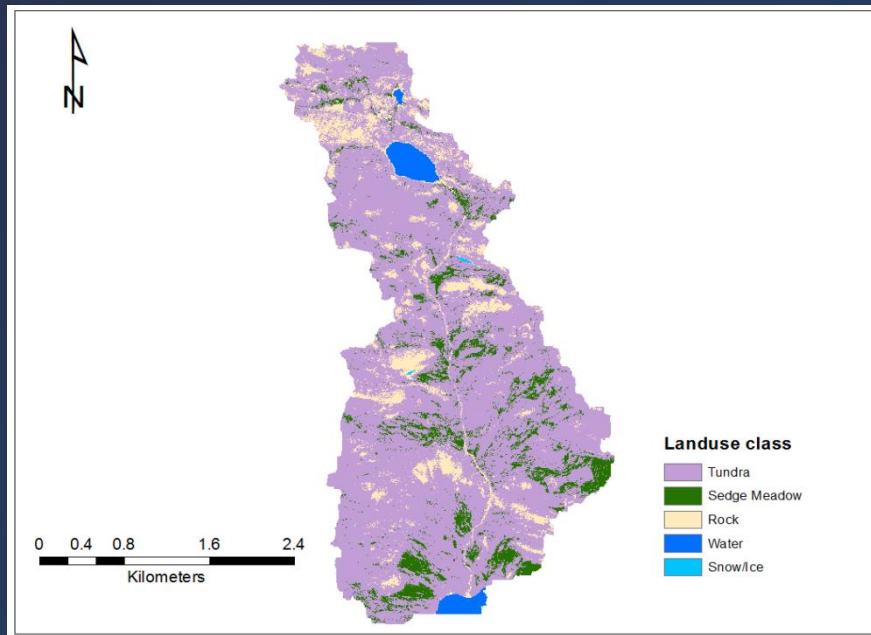 N
Landuse class
Tundra
Sedge Meadow
Rock
Water
Snow/Ice
0 0.4 0.8 1.6 2.4
Kilometers